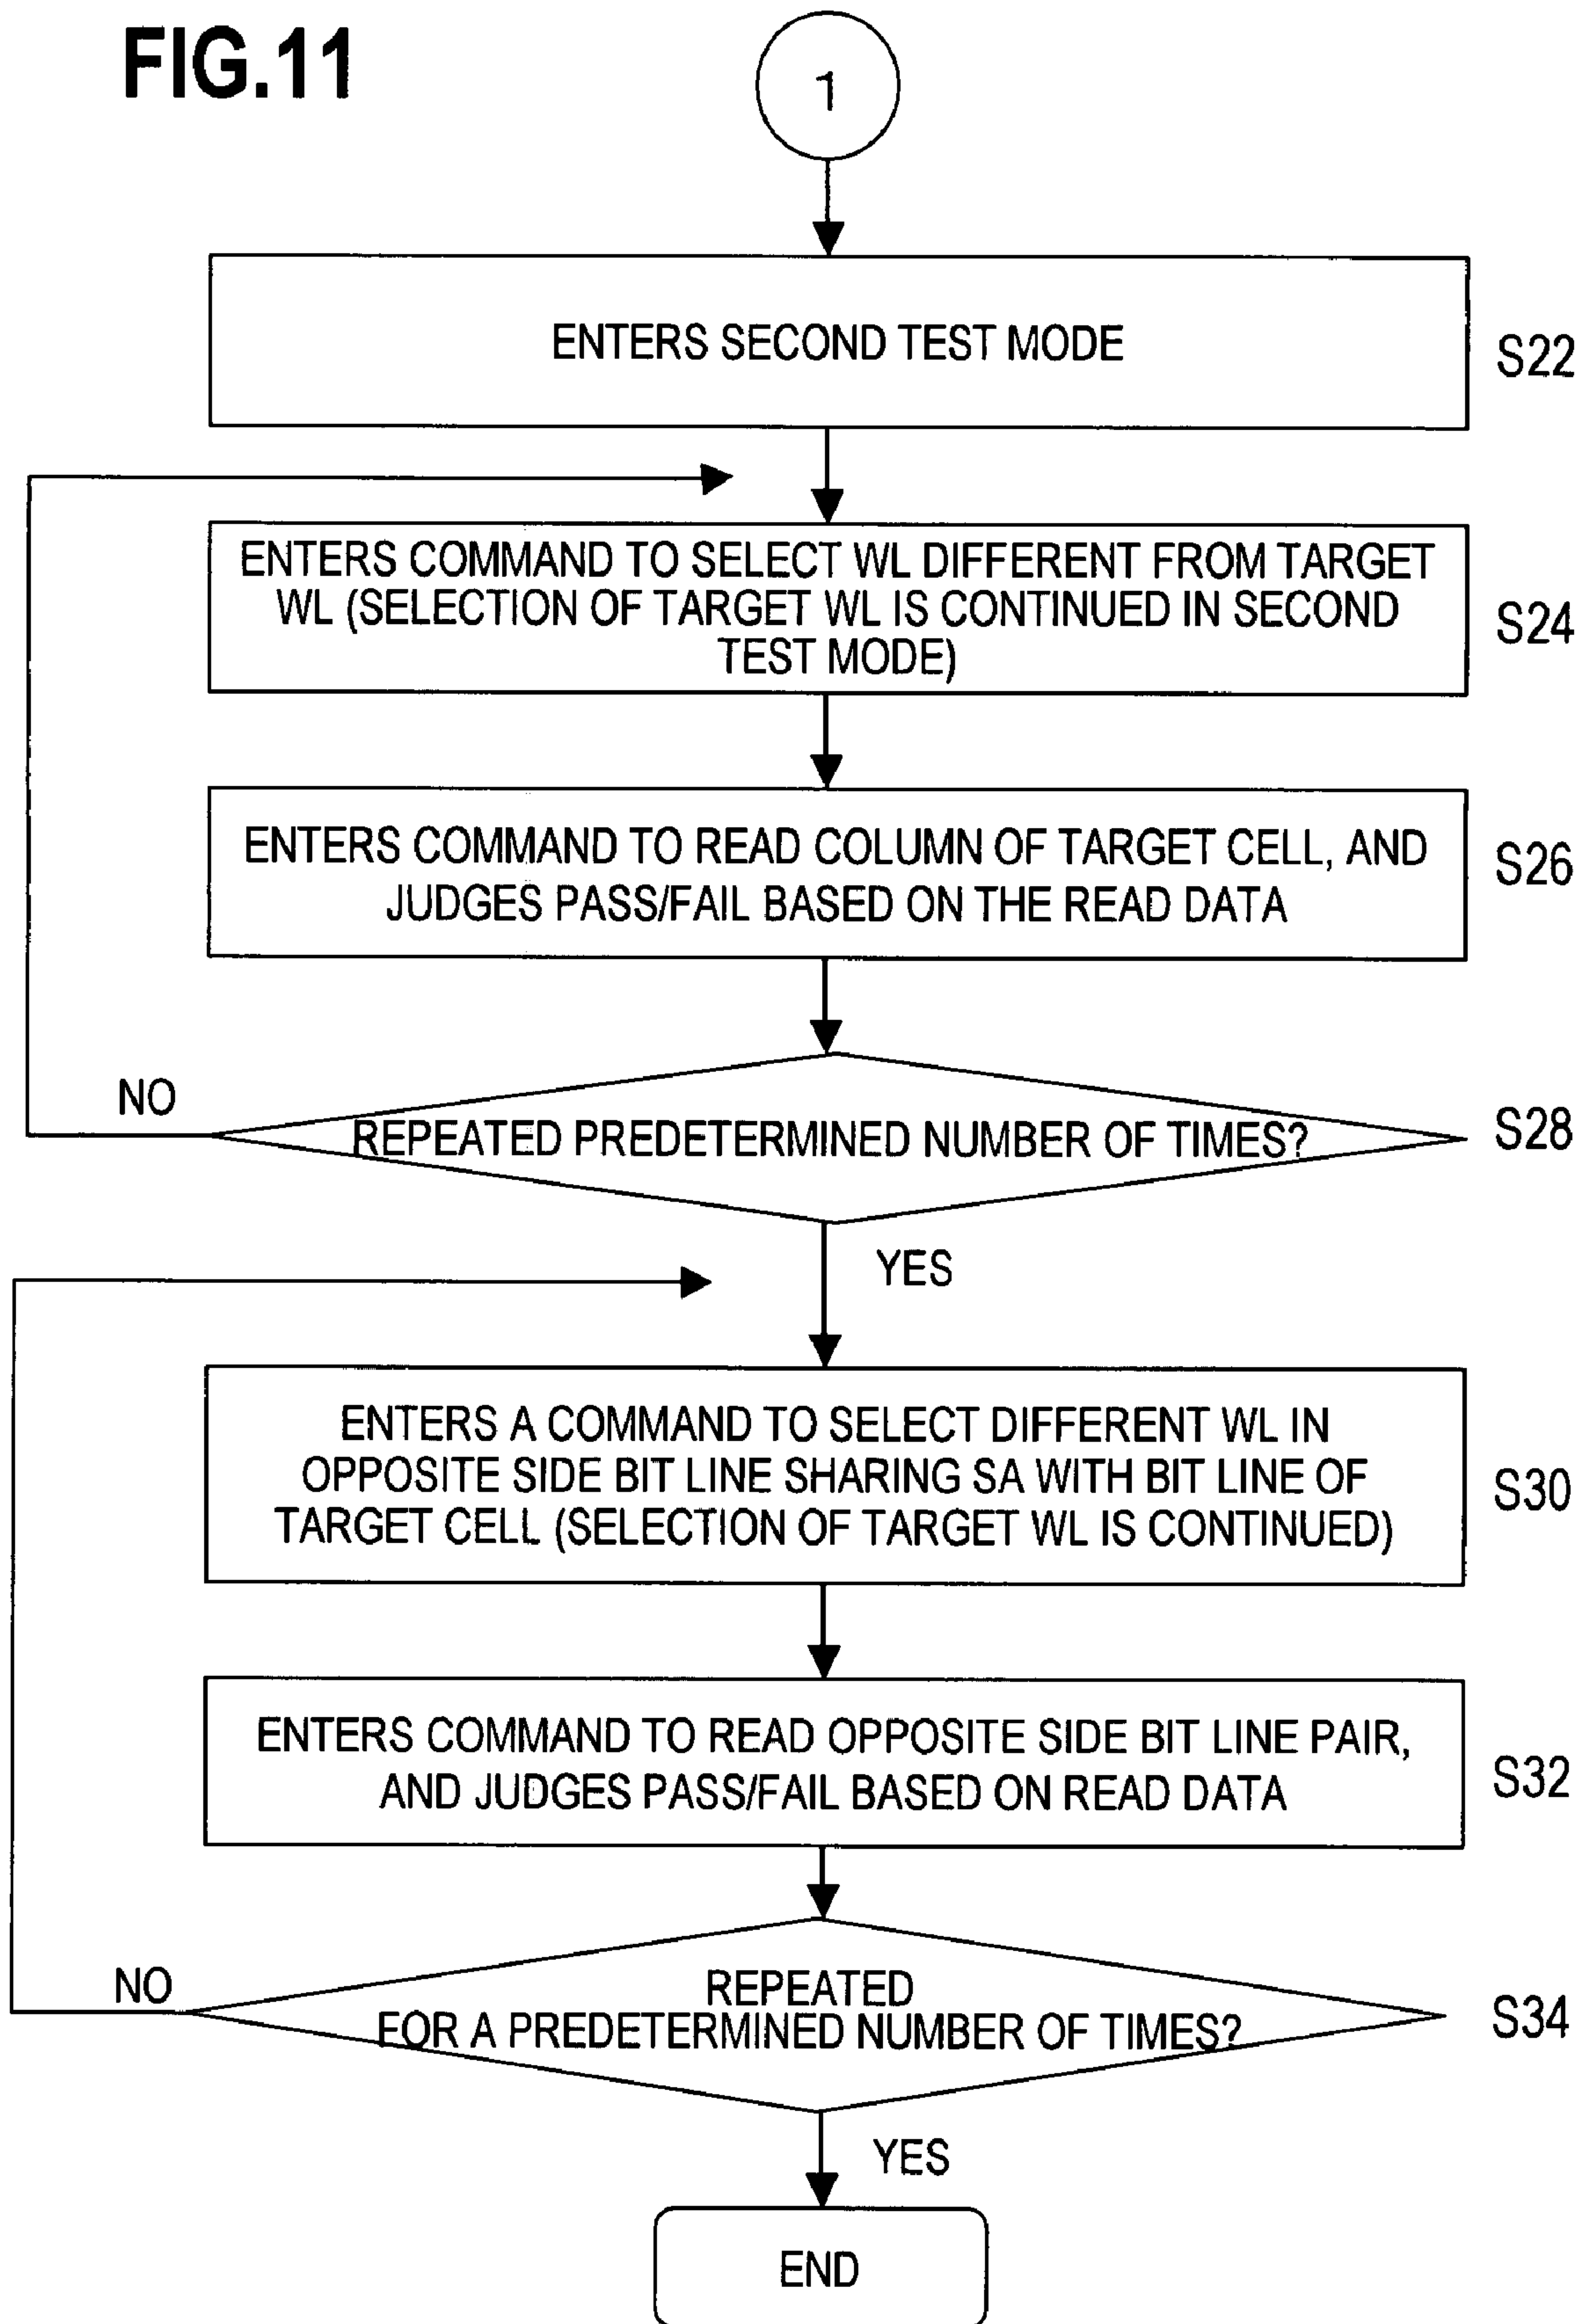 FIG.11
1
ENTERS SECOND TEST MODE
S22
ENTERS COMMAND TO SELECT WL DIFFERENT FROM TARGET
WL (SELECTION OF TARGET WL IS CONTINUED IN SECOND
TEST MODE)
S24
ENTERS COMMAND TO READ COLUMN OF TARGET CELL, AND
JUDGES PASS/FAIL BASED ON THE READ DATA
S26
NO
REPEATED PREDETERMINED NUMBER OF TIMES?
S28
YES
ENTERS A COMMAND TO SELECT DIFFERENT WL IN
OPPOSITE SIDE BIT LINE SHARING SA WITH BIT LINE OF
TARGET CELL (SELECTION OF TARGET WL IS CONTINUED)
S30
ENTERS COMMAND TO READ OPPOSITE SIDE BIT LINE PAIR,
AND JUDGES PASS/FAIL BASED ON READ DATA
S32
NO
REPEATED
FOR A PREDETERMINED NUMBER OF TIMES?
S34
YES
END